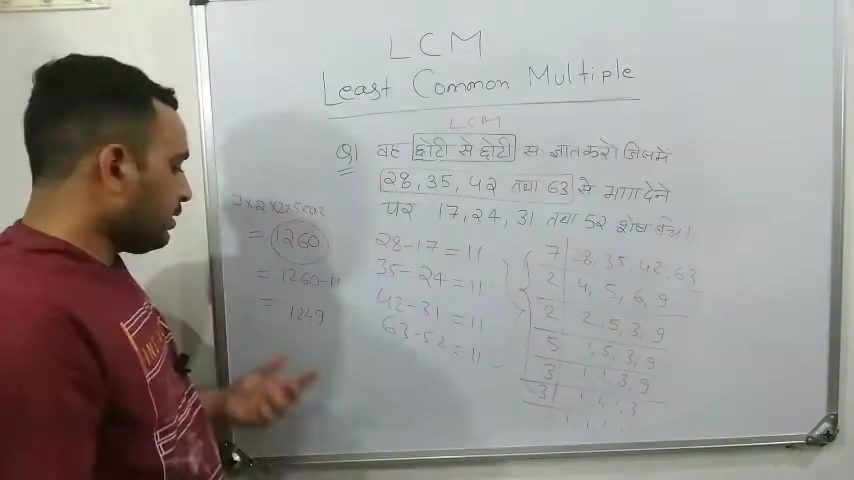 LCM
Least Common Multiple
LCM
Q1 वह छोटी से छोटी सं ज्ञात करो जिसमें
28, 35, 42 तथा 63 से भाग देने
पर 17, 24, 31 तथा 52 शेष बचे।
28-17=11
35-24=11
42-31=11
63-52=11
7 28, 35, 42, 63
2 4, 5, 6, 9
2 2, 5, 3, 9
5 1, 5, 3, 9
3 1, 1, 3, 9
3 1, 1, 1, 3
1, 1, 1, 1
= 1260
= 1260-11
= 1249